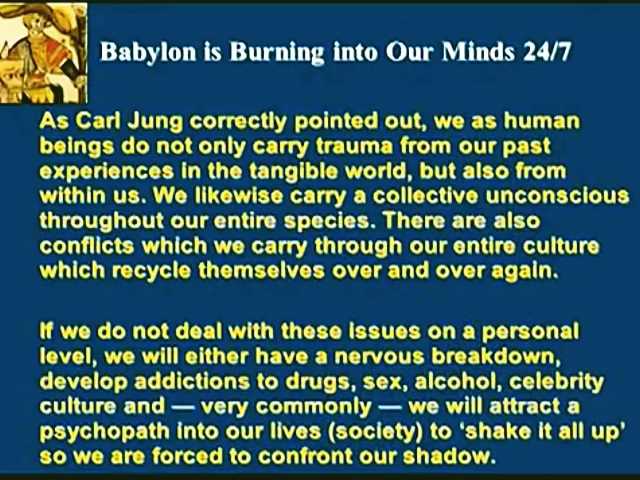 Babylon is Burning into Our Minds 24/7
As Carl Jung correctly pointed out, we as human
beings do not only carry trauma from our past
experiences in the tangible world, but also from
within us. We likewise carry a collective unconscious
throughout our entire species. There are also
conflicts which we carry through our entire culture
which recycle themselves over and over again.
If we do not deal with these issues on a personal
level, we will either have a nervous breakdown,
develop addictions to drugs, sex, alcohol, celebrity
culture and — very commonly — we will attract a
psychopath into our lives (society) to ‘shake it all up’
so we are forced to confront our shadow.